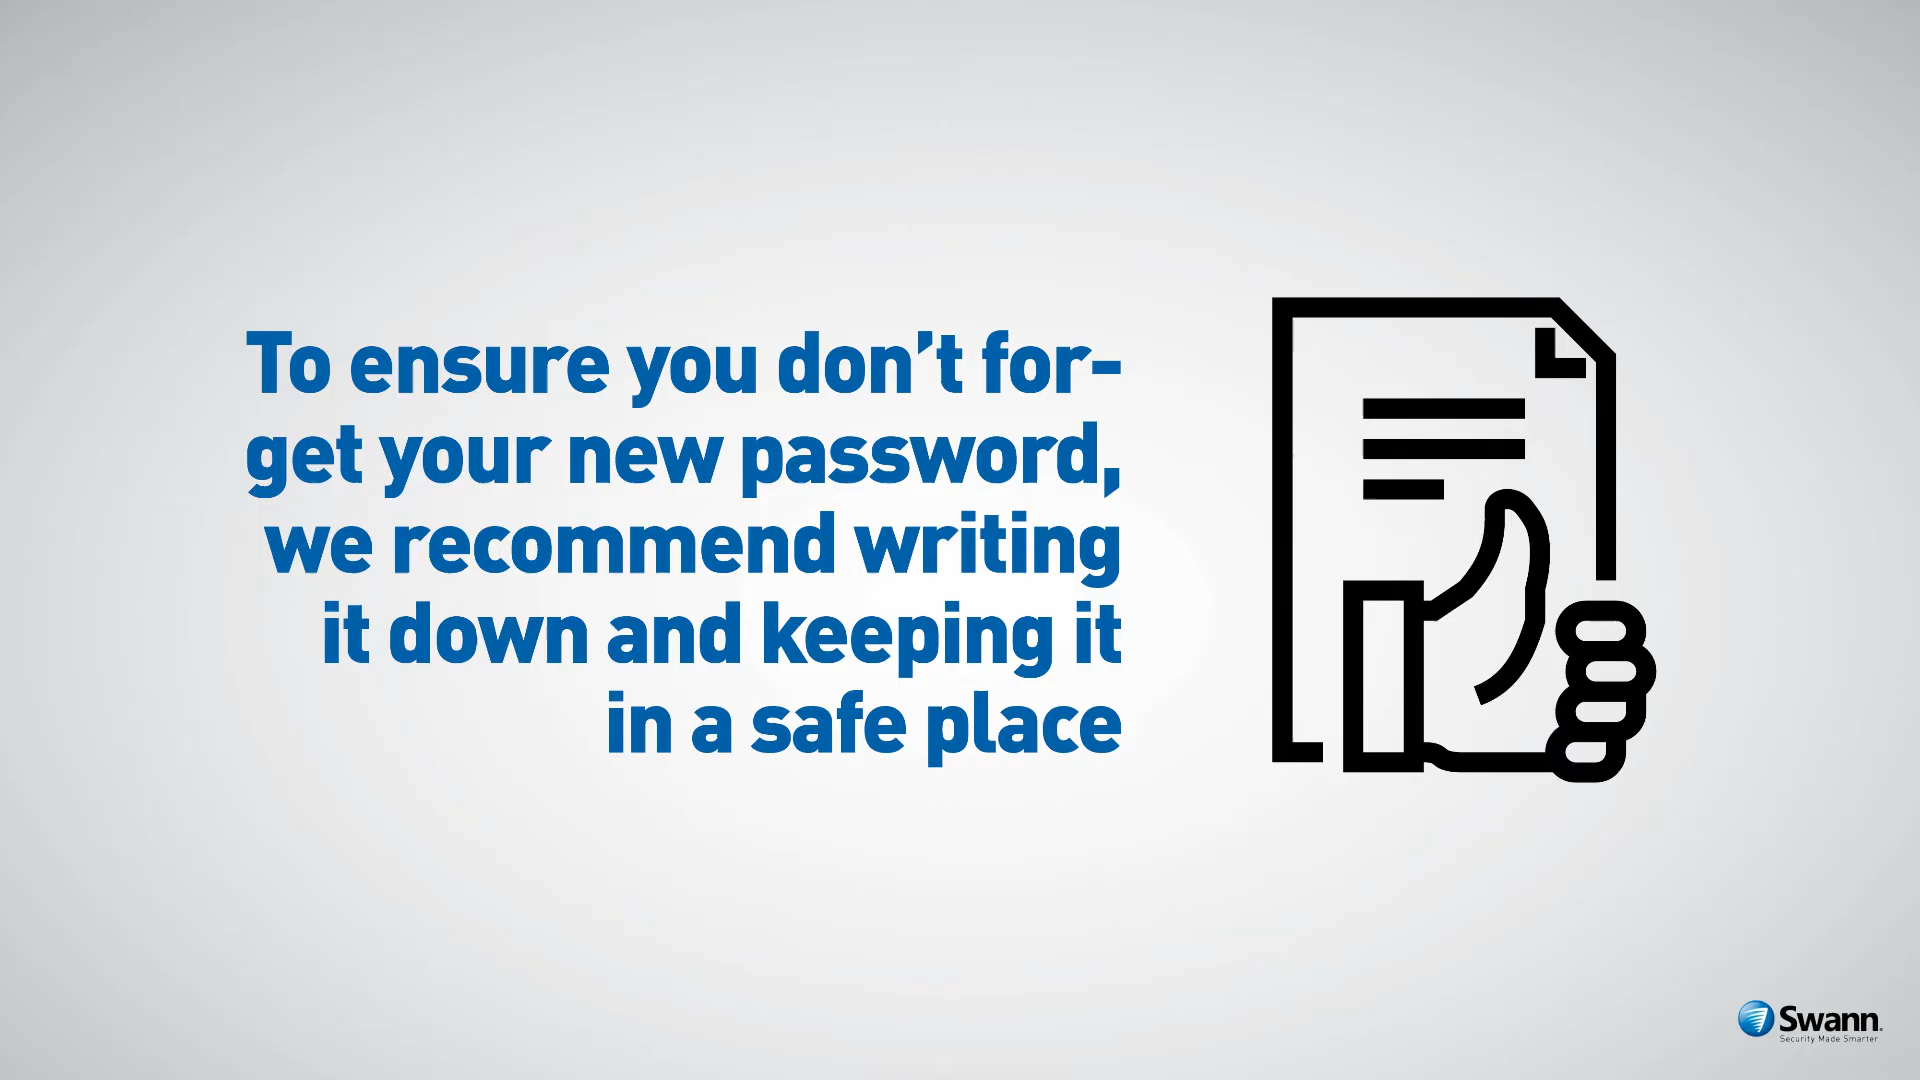 To ensure you don’t for-
get your new password,
we recommend writing
it down and keeping it
in a safe place
Swann
Security Made Smarter